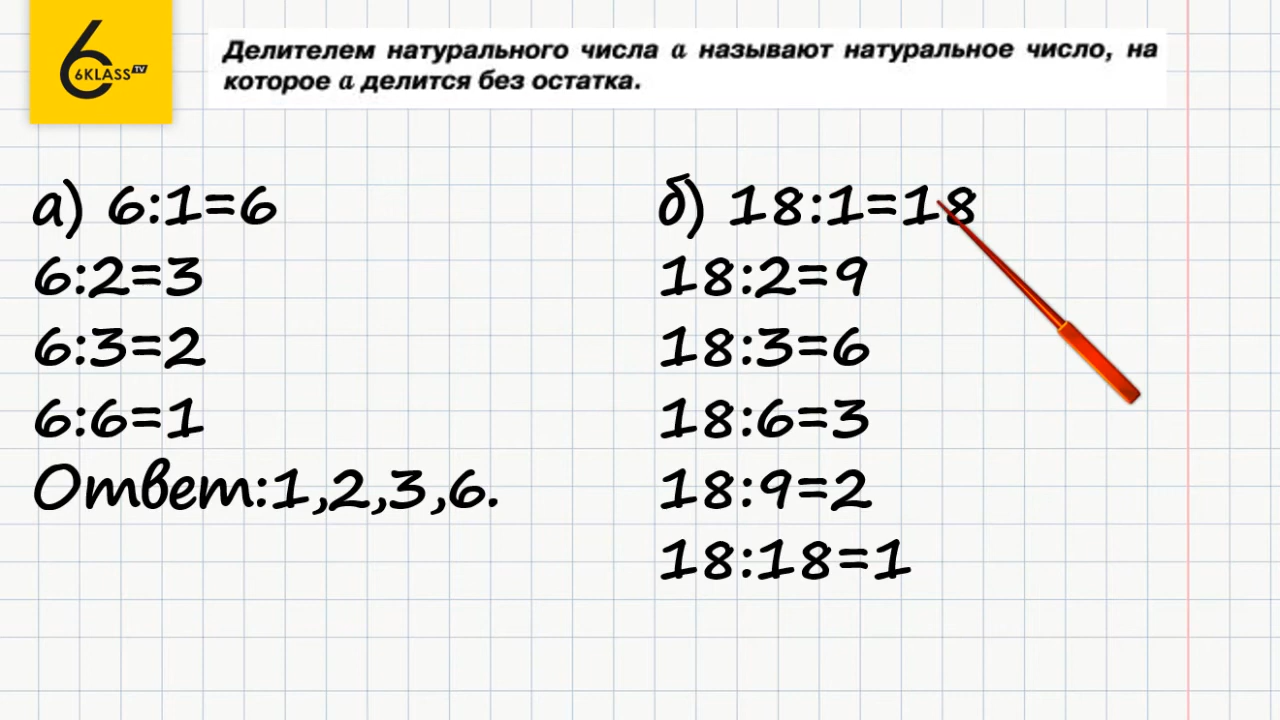 6
6KLASS TV
Делителем натурального числа a называют натуральное число, на
которое a делится без остатка.
а) 6:1=6
6:2=3
6:3=2
6:6=1
Ответ:1,2,3,6.
б) 18:1=18
18:2=9
18:3=6
18:6=3
18:9=2
18:18=1